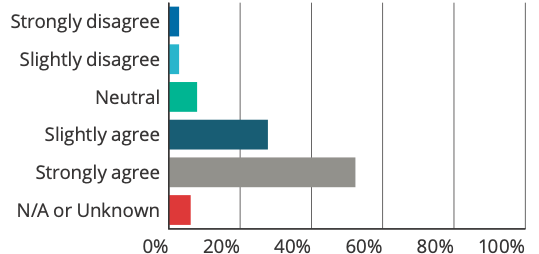 Strongly disagree
Slightly disagree
Neutral
Slightly agree
Strongly agree
N/A or Unknown
0% 20% 40% 60% 80% 100%